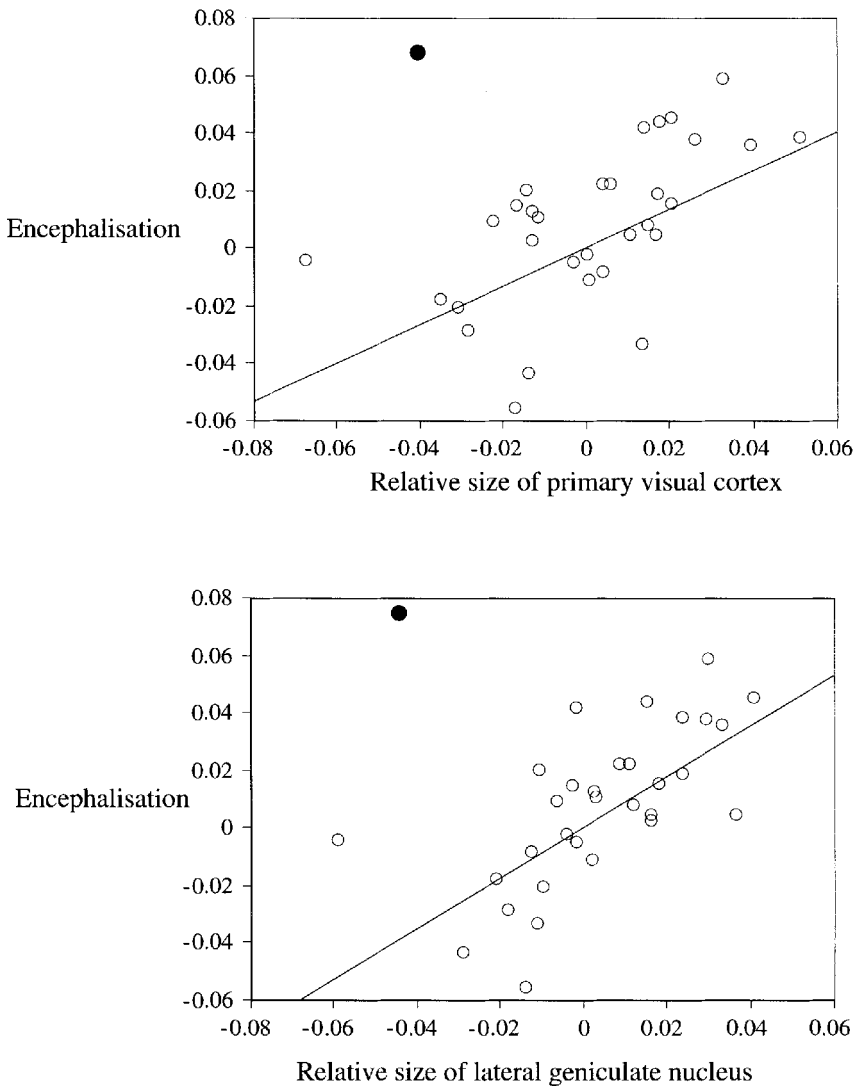 0.08
0.06
0.04
0.02
Encephalisation
0
-0.02
-0.04
-0.06
-0.08 -0.06 -0.04 -0.02 0 0.02 0.04 0.06
Relative size of primary visual cortex
0.08
0.06
0.04
0.02
Encephalisation
0
-0.02
-0.04
-0.06
-0.08 -0.06 -0.04 -0.02 0 0.02 0.04 0.06
Relative size of lateral geniculate nucleus